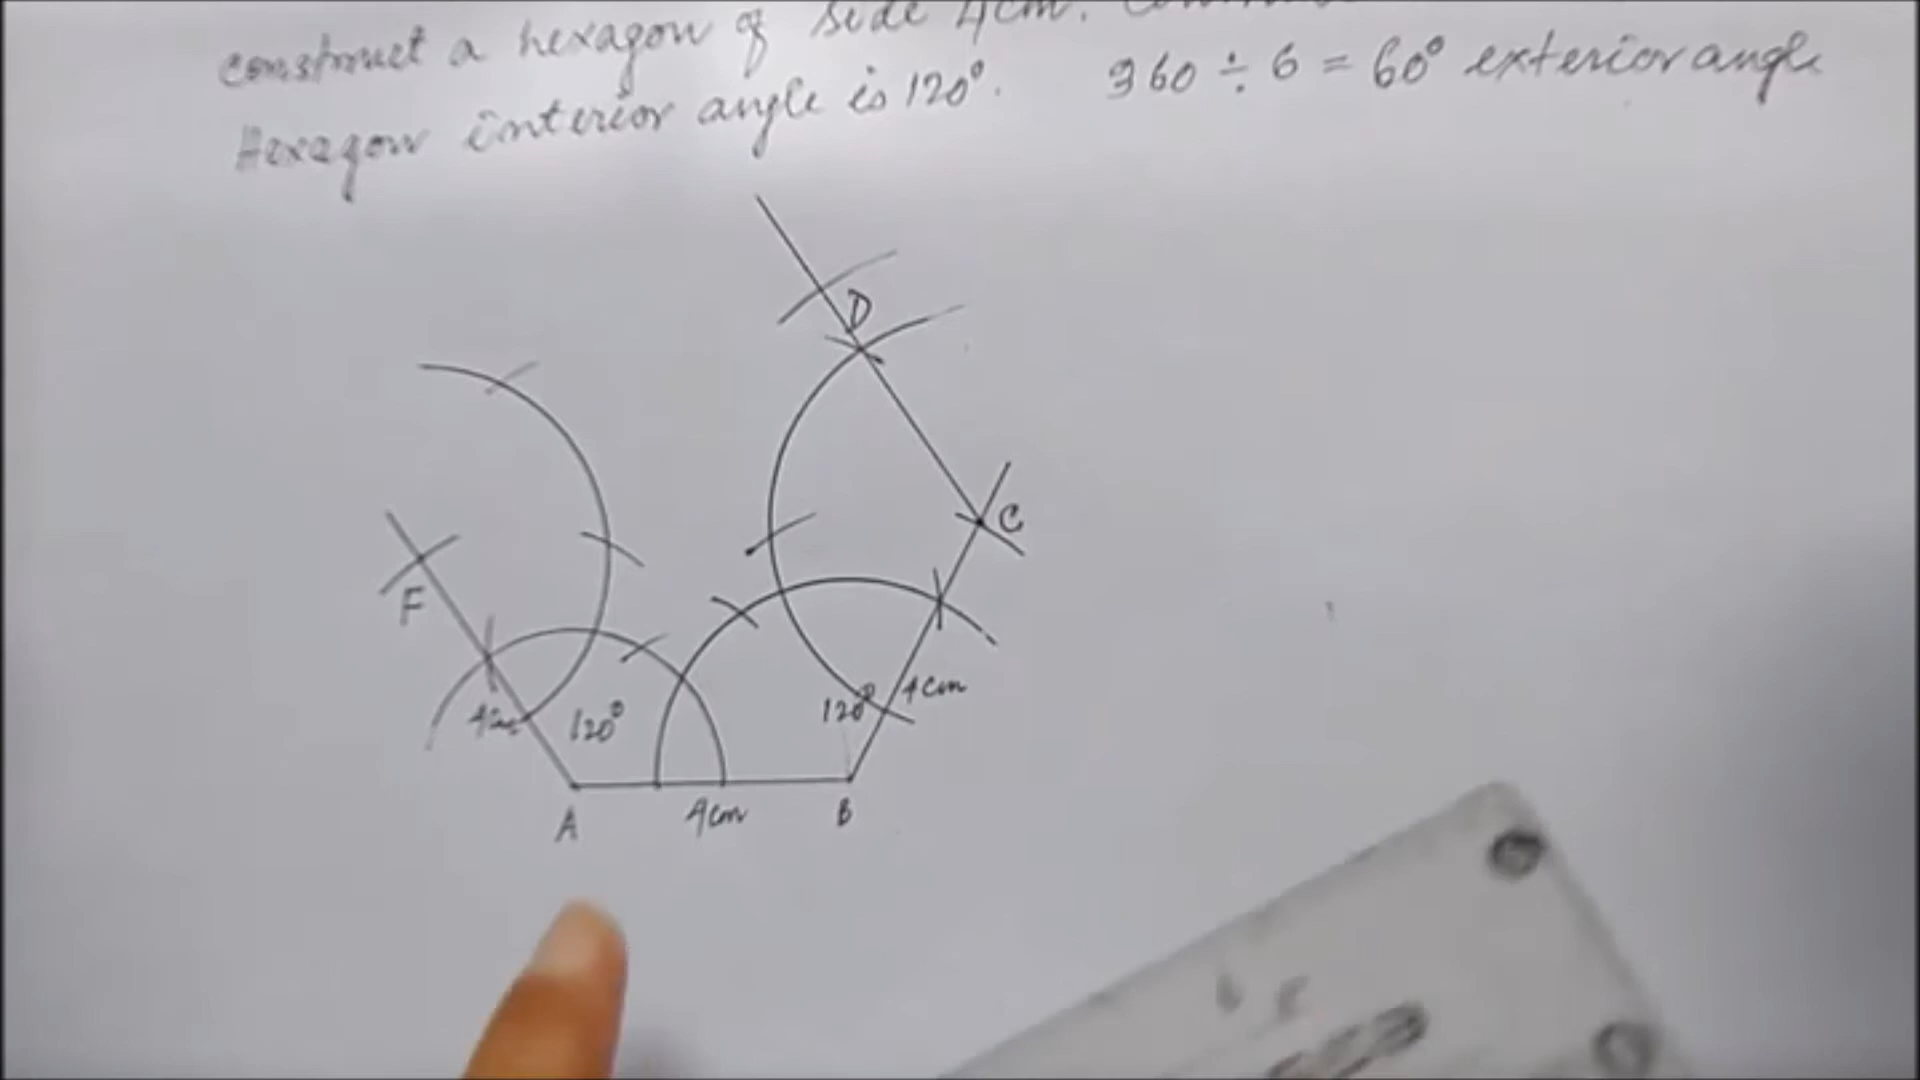 construct a hexagon of side 4cm.
Hexagon interior angle is 120°. 360 ÷ 6 = 60° exterior angle
D
C
F
4cm
120°
120°
4cm
A
4cm
B